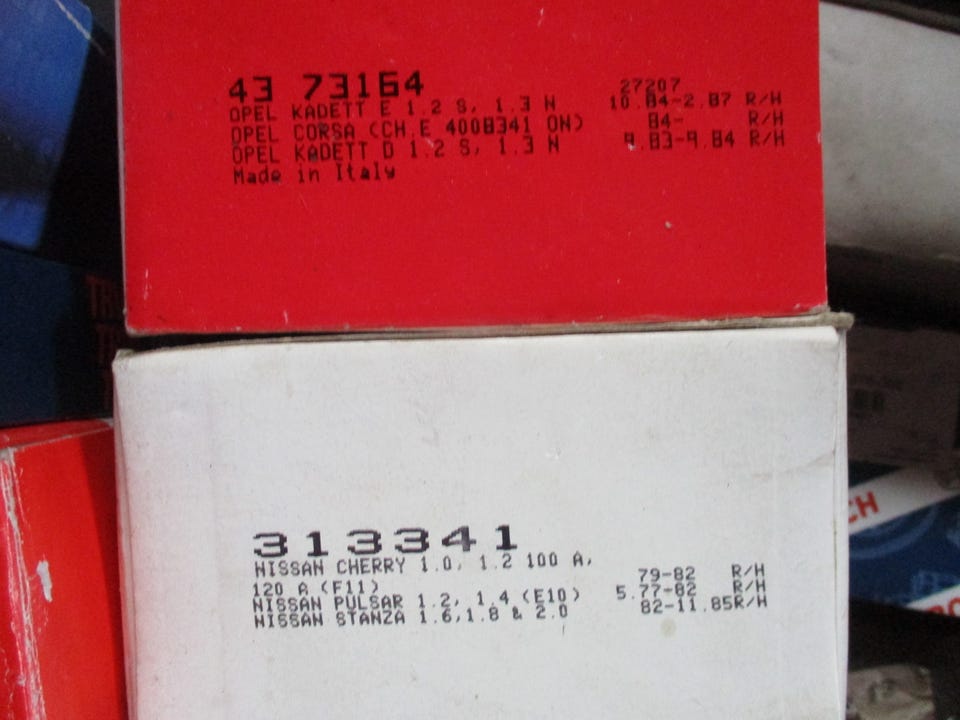 43 73164 27207
OPEL KADETT E 1.2 S, 1.3 N 10.84-2.87 R/H
OPEL CORSA (CH.E 4008341 ON) 84- R/H
OPEL KADETT D 1.2 S, 1.3 N 9.83-9.84 R/H
Made in Italy
313341
NISSAN CHERRY 1.0, 1.2 100 A, 79-82 R/H
120 A (F11) 5.77-82 R/H
NISSAN PULSAR 1.2, 1.4 (E10) 82-11.85R/H
NISSAN STANZA 1.6,1.8 & 2.0
CH